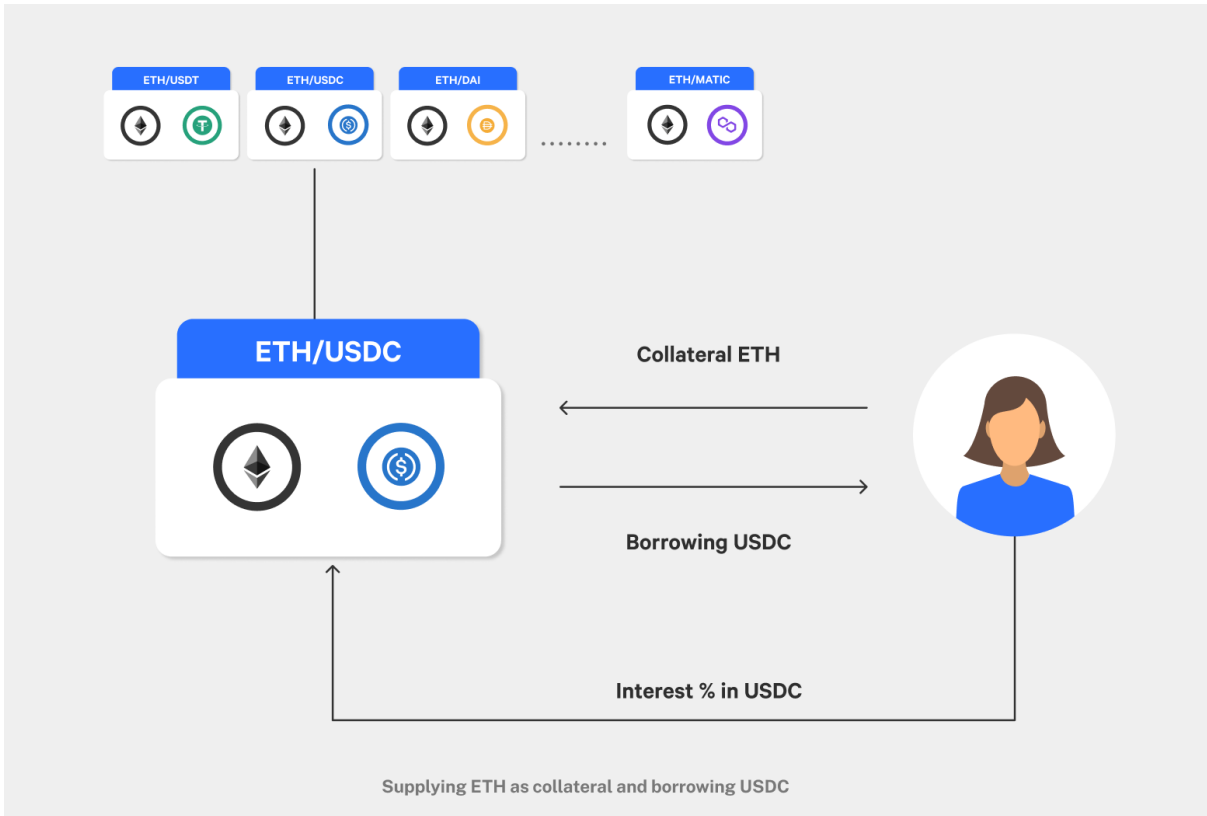 ETH/USDT
ETH/USDC
ETH/DAI
ETH/MATIC
ETH/USDC
Collateral ETH
Borrowing USDC
Interest % in USDC
Supplying ETH as collateral and borrowing USDC